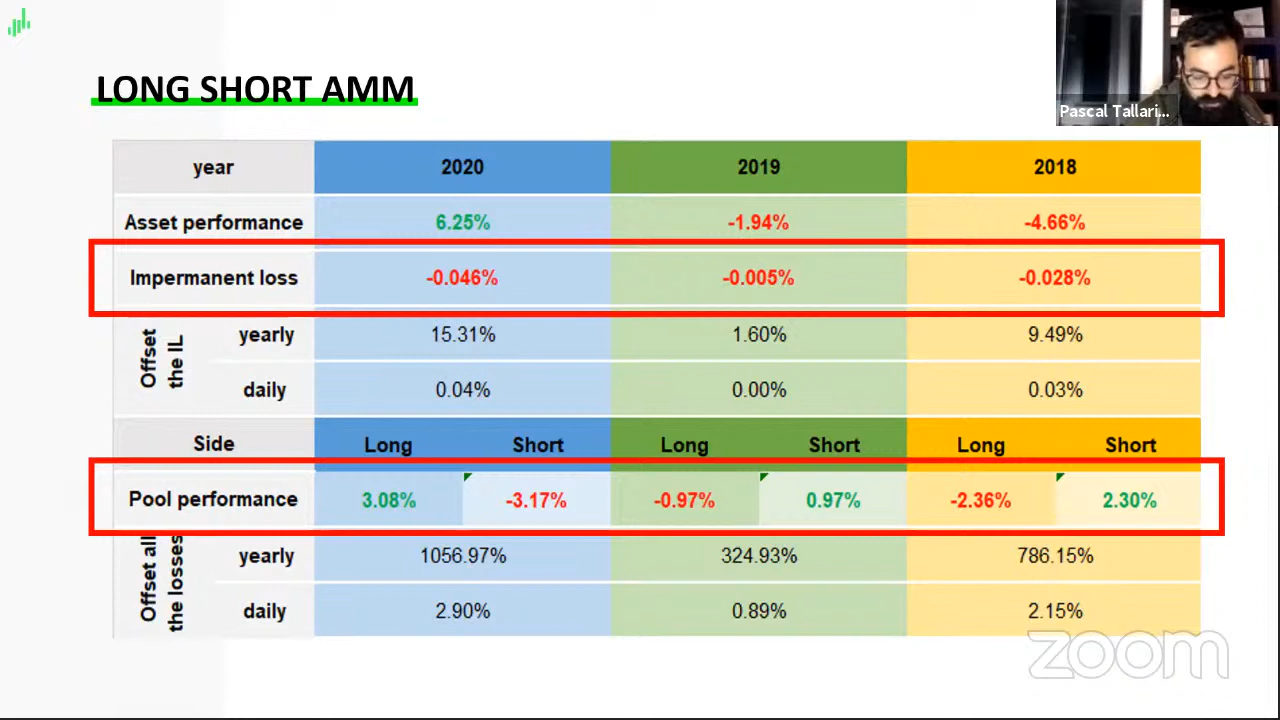 Pascal Tallari...
LONG SHORT AMM
year 2020 2019 2018
Asset performance 6.25% -1.94% -4.66%
Impermanent loss -0.046% -0.005% -0.028%
Offset the IL
yearly 15.31% 1.60% 9.49%
daily 0.04% 0.00% 0.03%
Side Long Short Long Short Long Short
Pool performance 3.08% -3.17% -0.97% 0.97% -2.36% 2.30%
Offset all the losses
yearly 1056.97% 324.93% 786.15%
daily 2.90% 0.89% 2.15%
zoom